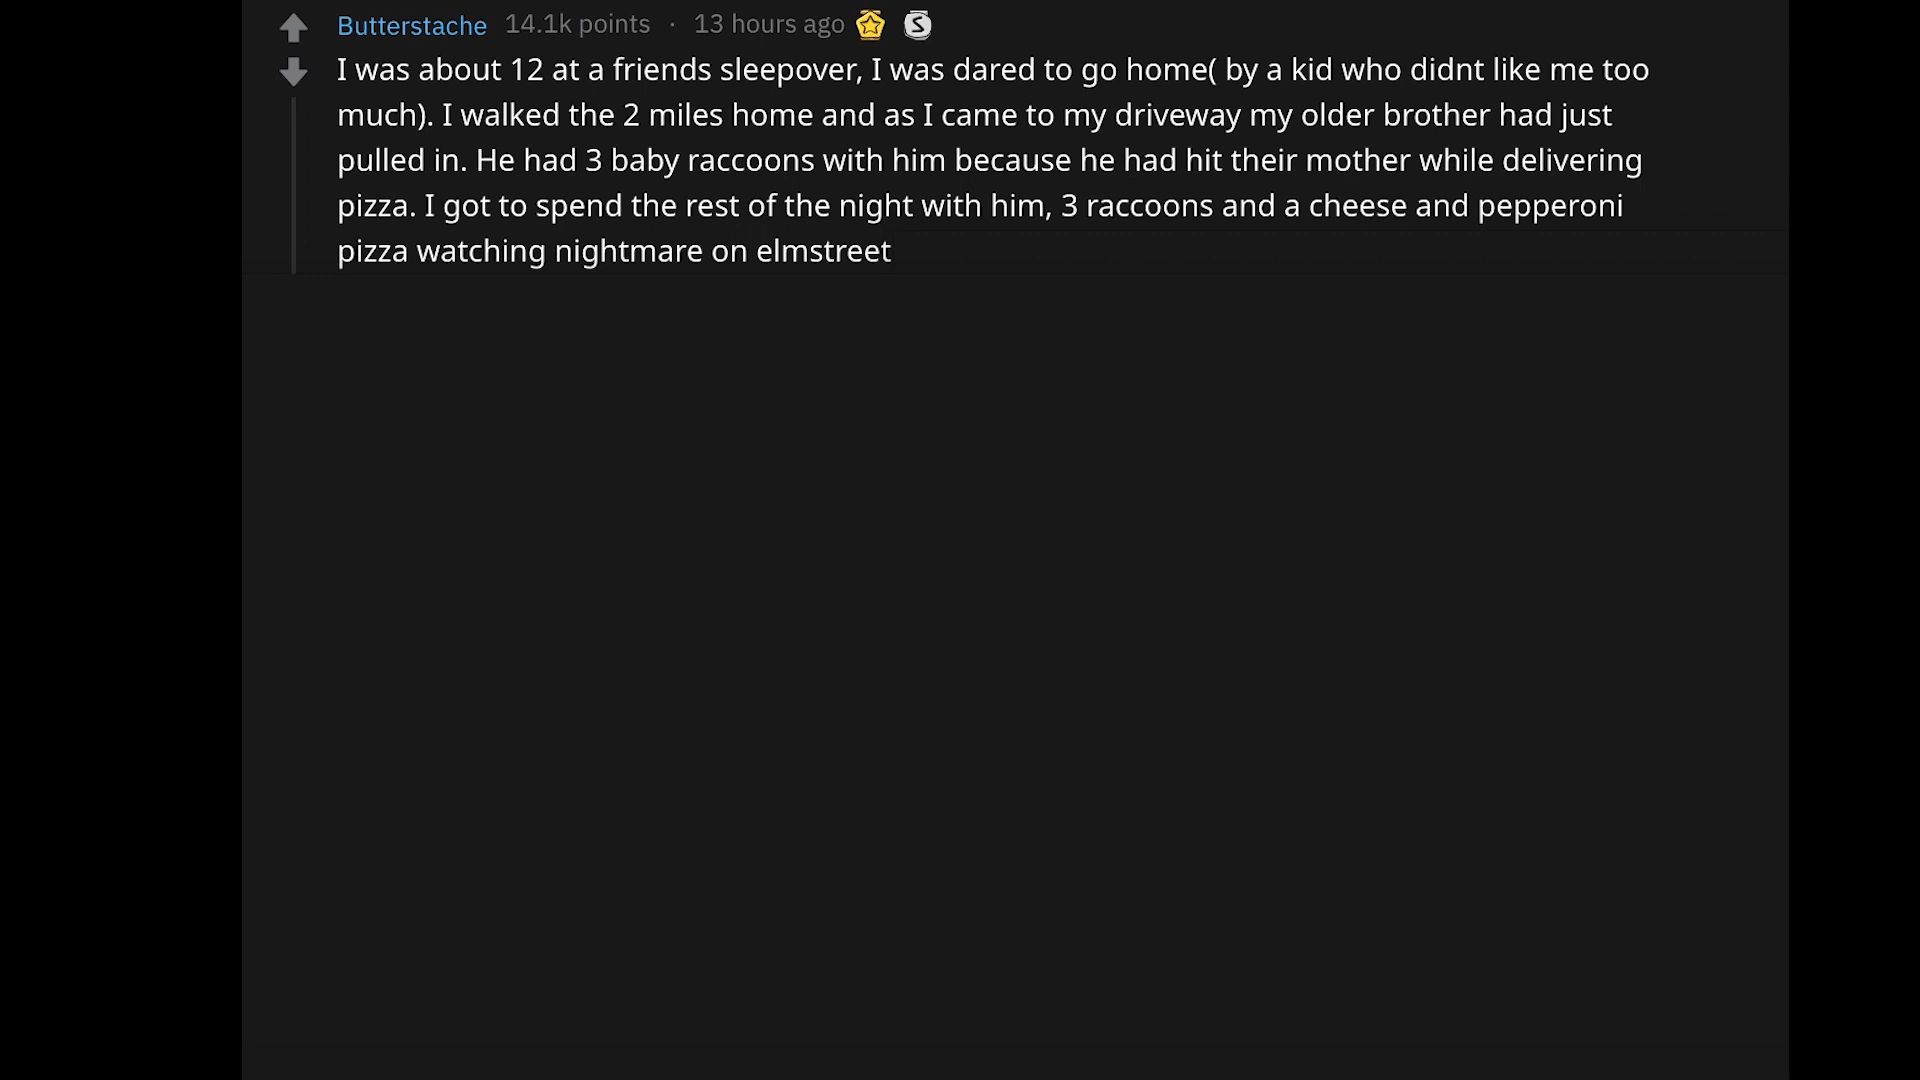 Butterstache 14.1k points · 13 hours ago S
I was about 12 at a friends sleepover, I was dared to go home( by a kid who didnt like me too
much). I walked the 2 miles home and as I came to my driveway my older brother had just
pulled in. He had 3 baby raccoons with him because he had hit their mother while delivering
pizza. I got to spend the rest of the night with him, 3 raccoons and a cheese and pepperoni
pizza watching nightmare on elmstreet